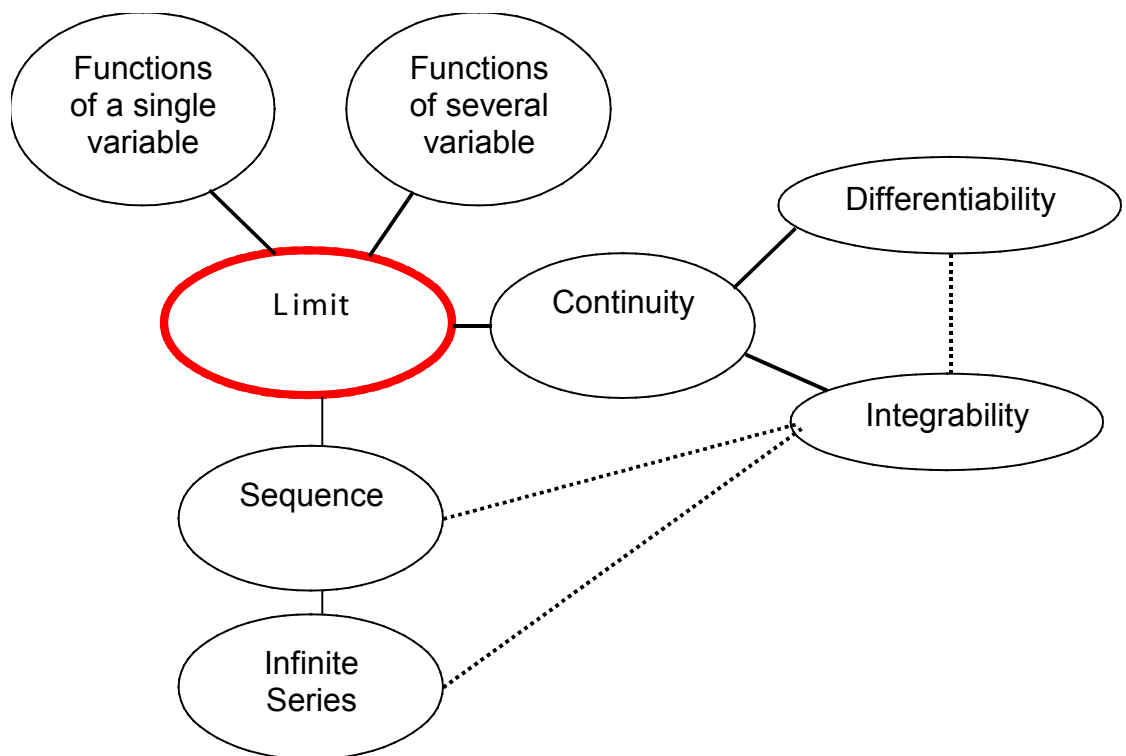 Functions
of a single
variable
Functions
of several
variable
Differentiability
Limit
Continuity
Integrability
Sequence
Infinite
Series